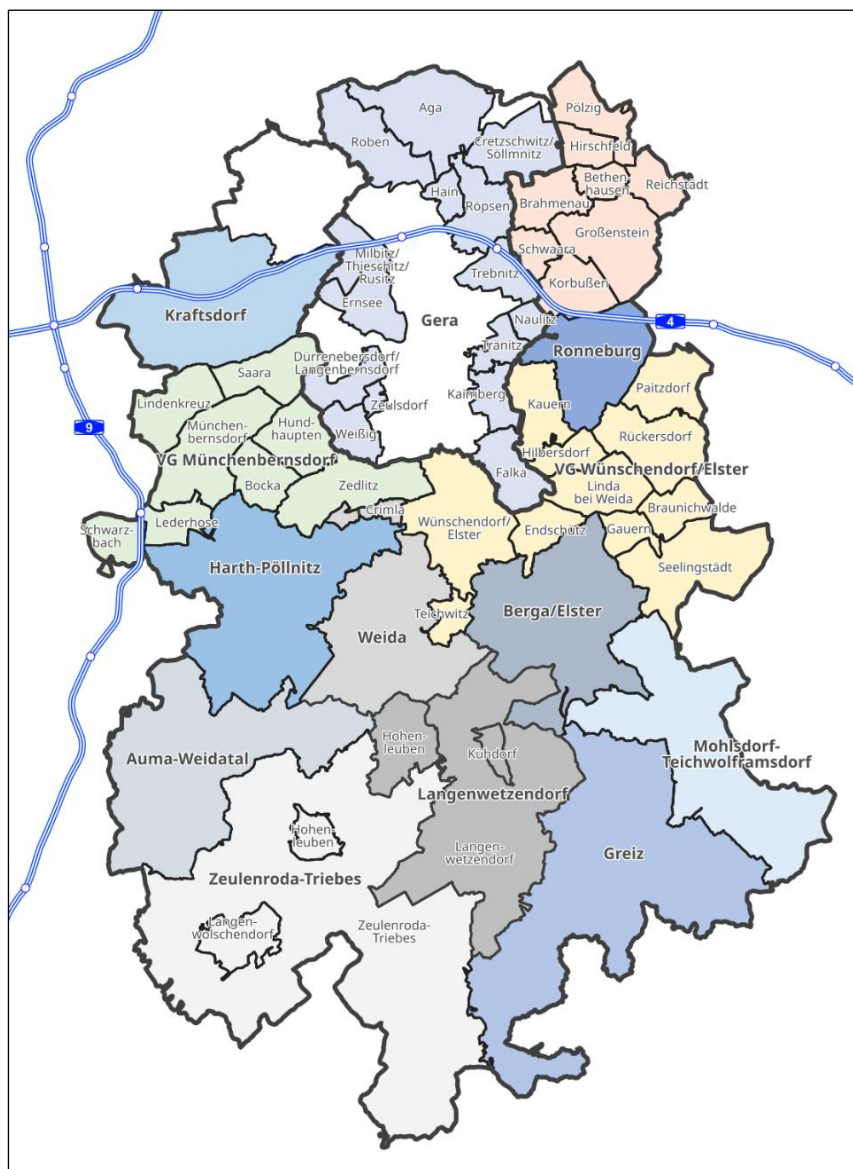 Pölzig
Aga
Roben
Cretzschwitz/
Söllmnitz
Hirschfeld
Bethen-
hausen
Reichstädt
Hain
Röpsen
Brahmenau
Großenstein
Schwaara
Milbitz/
Thieschitz/
Rusitz
Trebnitz
Korbußen
Ernsee
Kraftsdorf
Gera
Naulitz
4
Tränitz
Ronneburg
Dürrenebersdorf/
Langenbernsdorf
Saara
Paitzdorf
Lindenkreuz
Zeulsdorf
Kaimberg
Kauern
München-
bernsdorf
Hund-
haupten
9
Weißig
Rückersdorf
Hilbersdorf
VG Münchenbernsdorf
VG Wünschendorf/Elster
Falka
Bocka
Zedlitz
Linda
bei Weida
Crimla
Braunichwalde
Lederhose
Schwarz-
bach
Wünschendorf/
Elster
Endschütz
Gauern
Harth-Pöllnitz
Seelingstädt
Teichwitz
Berga/Elster
Weida
Hohen-
leuben
Kühdorf
Auma-Weidatal
Mohlsdorf-
Teichwolframsdorf
Langenwetzendorf
Hohen-
leuben
Langen-
wetzendorf
Greiz
Zeulenroda-Triebes
Langen-
wolschendorf
Zeulenroda-
Triebes